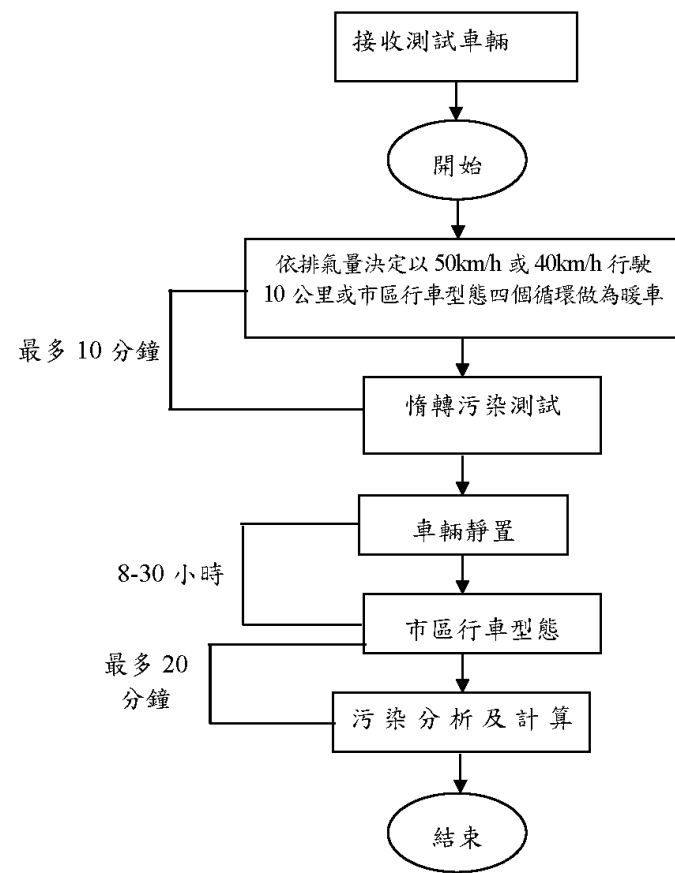 接收測試車輛
開始
依排氣量決定以 50km/h 或 40km/h 行駛
10 公里或市區行車型態四個循環做為暖車
最多 10 分鐘
惰轉污染測試
車輛靜置
8-30 小時
市區行車型態
最多 20
分鐘
污染分析及計算
結束